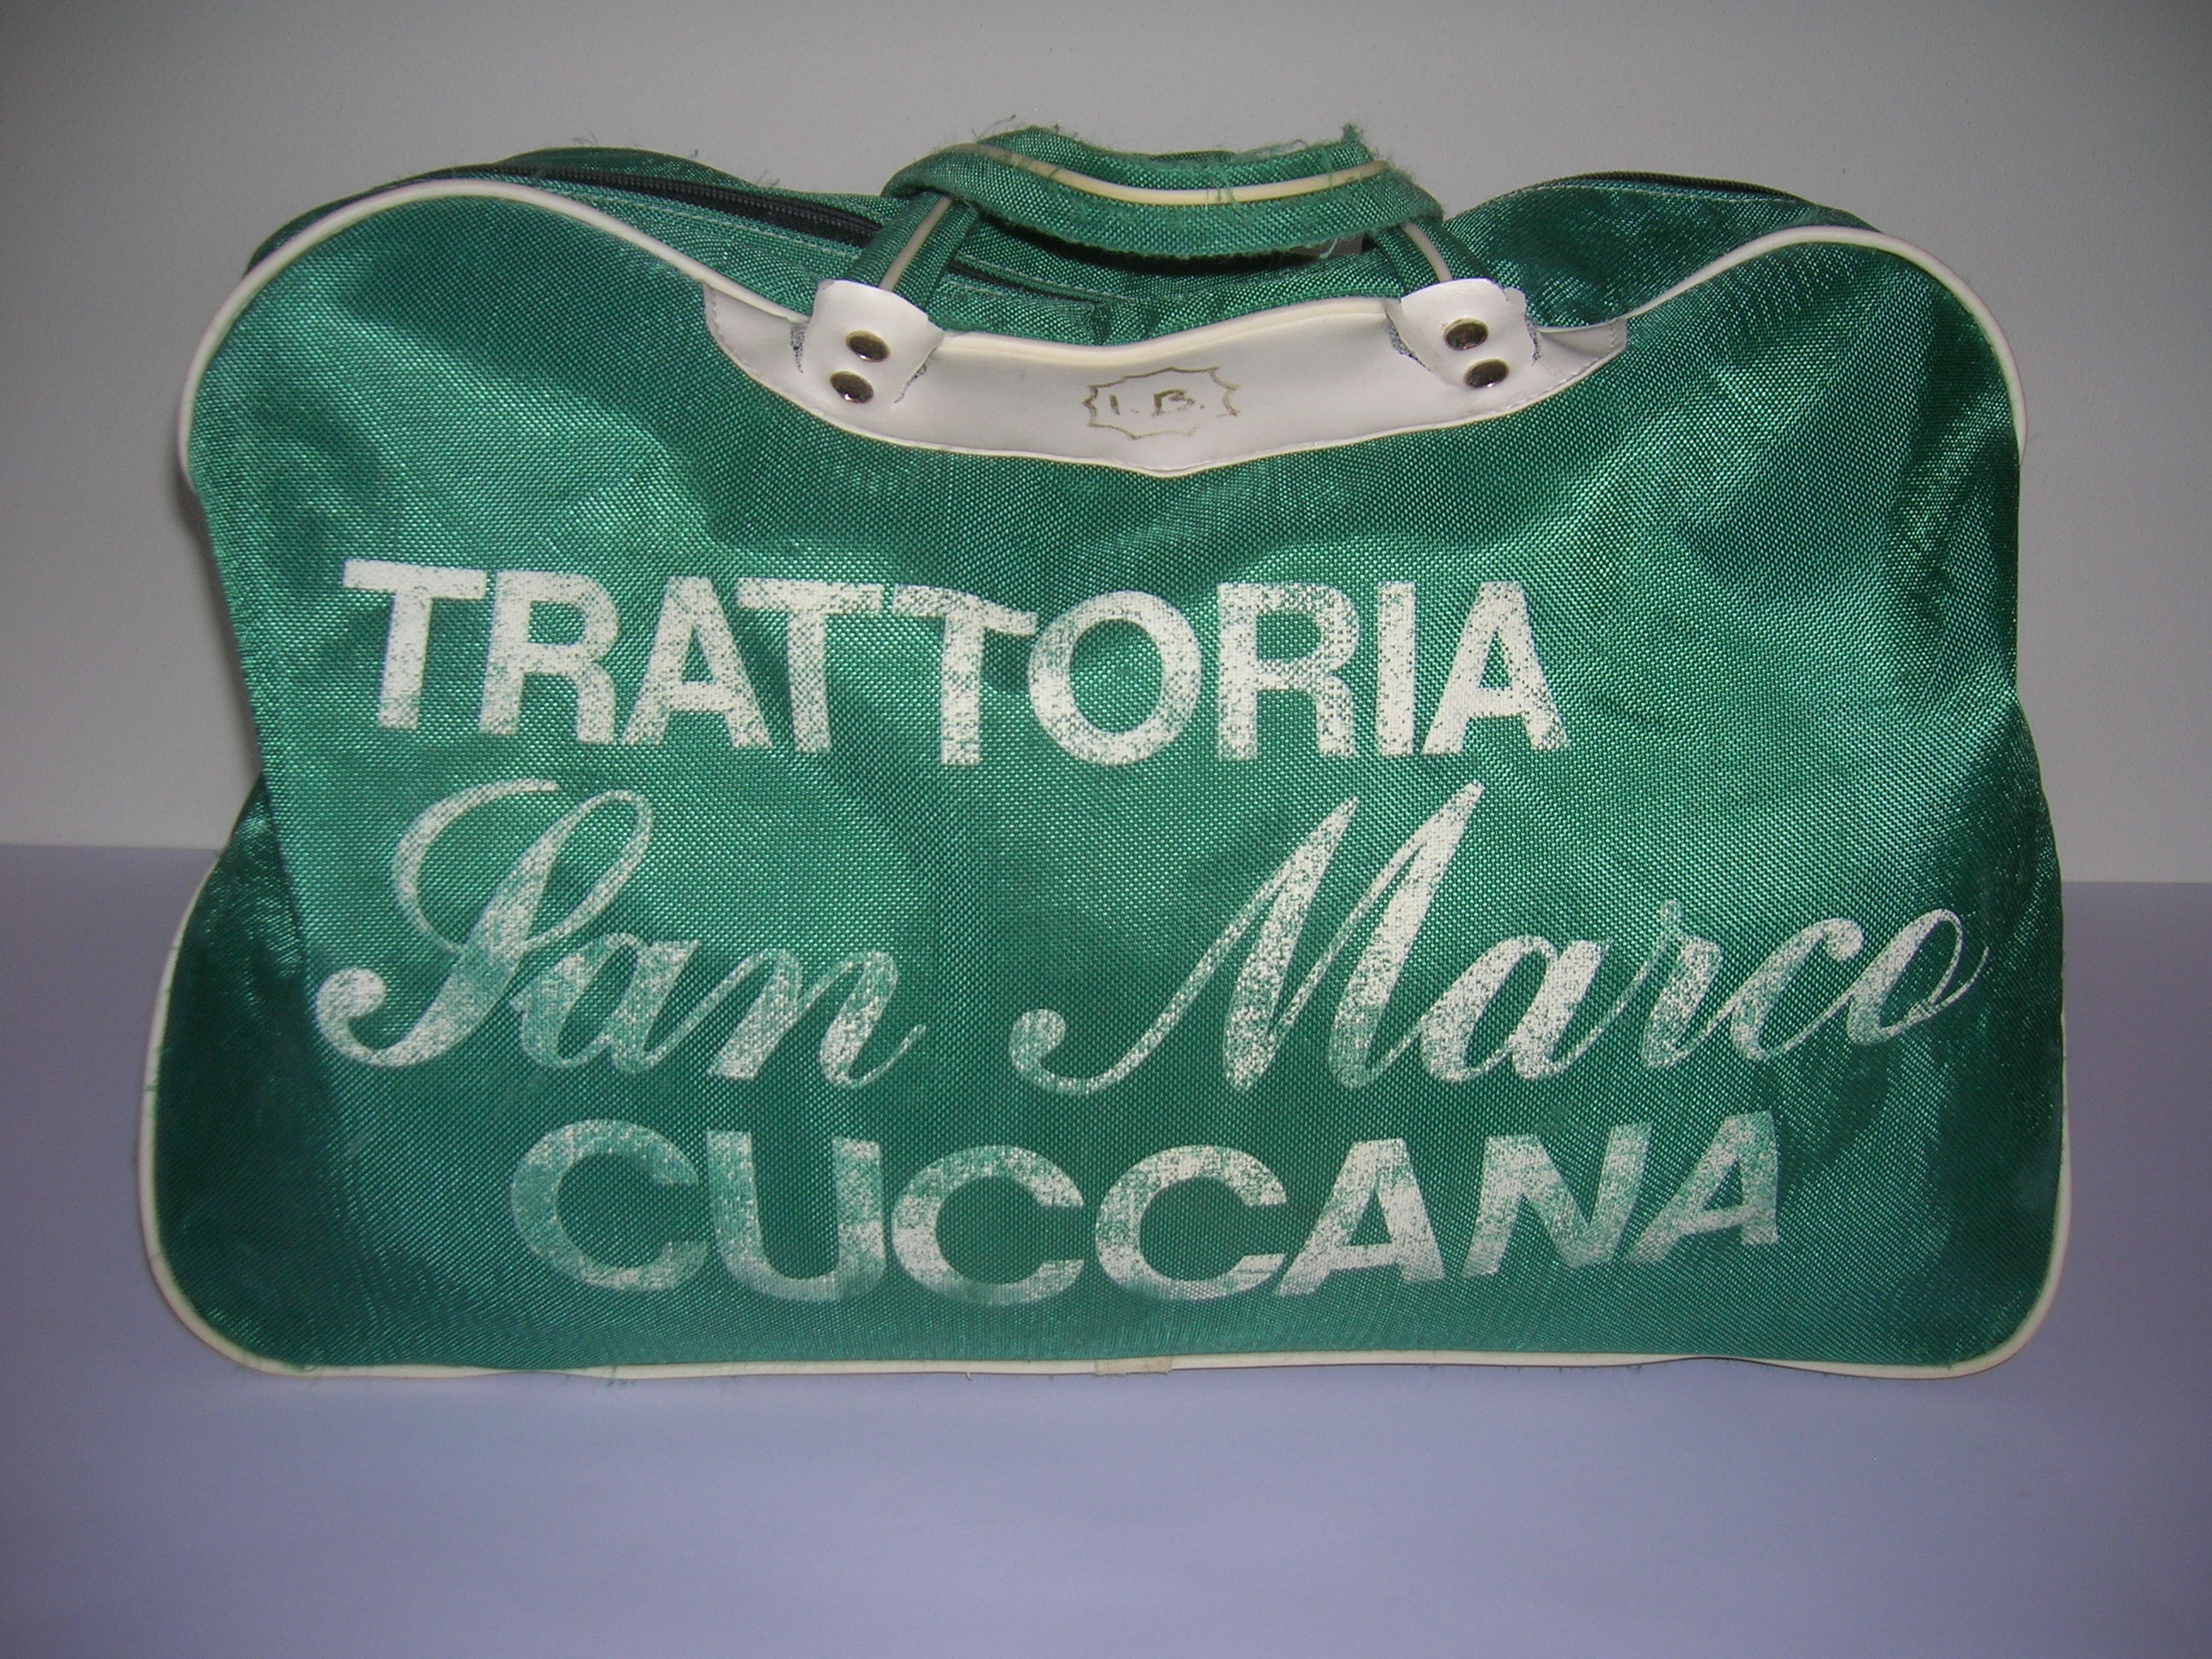 I.B.
TRATTORIA
San Marco
CUCCANA